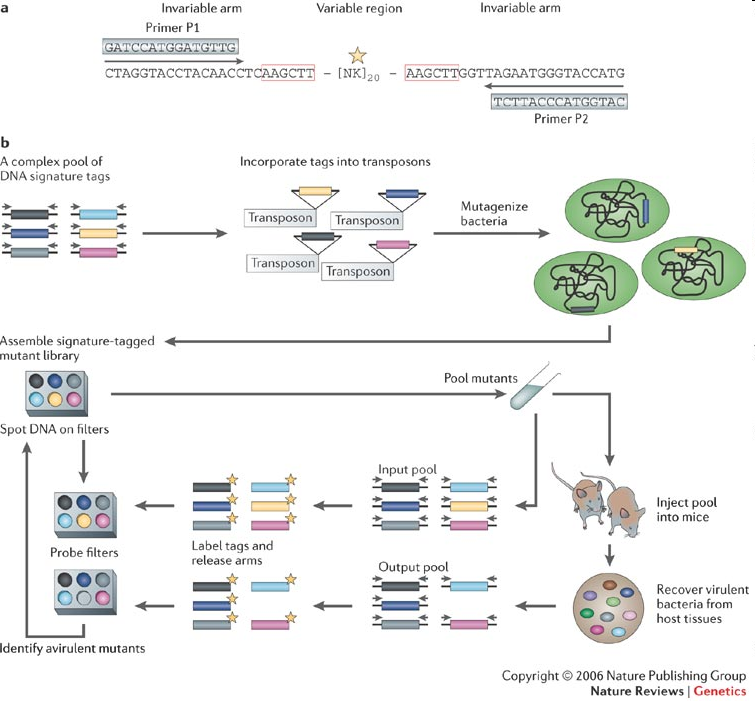 a
Invariable arm Variable region Invariable arm
Primer P1
GATCCATGGATGTTG
CTAGGTACCTACAACCTCAAGCTT – [NK]20 – AAGCTTGGTTAGAATGGGTACCATG
TCTTACCCATGGTAC
Primer P2
b
A complex pool of
DNA signature tags
Incorporate tags into transposons
Transposon
Transposon
Transposon
Transposon
Mutagenize
bacteria
Assemble signature-tagged
mutant library
Spot DNA on filters
Pool mutants
Input pool
Inject pool
into mice
Probe filters
Label tags and
release arms
Output pool
Recover virulent
bacteria from
host tissues
Identify avirulent mutants
Copyright © 2006 Nature Publishing Group
Nature Reviews | Genetics